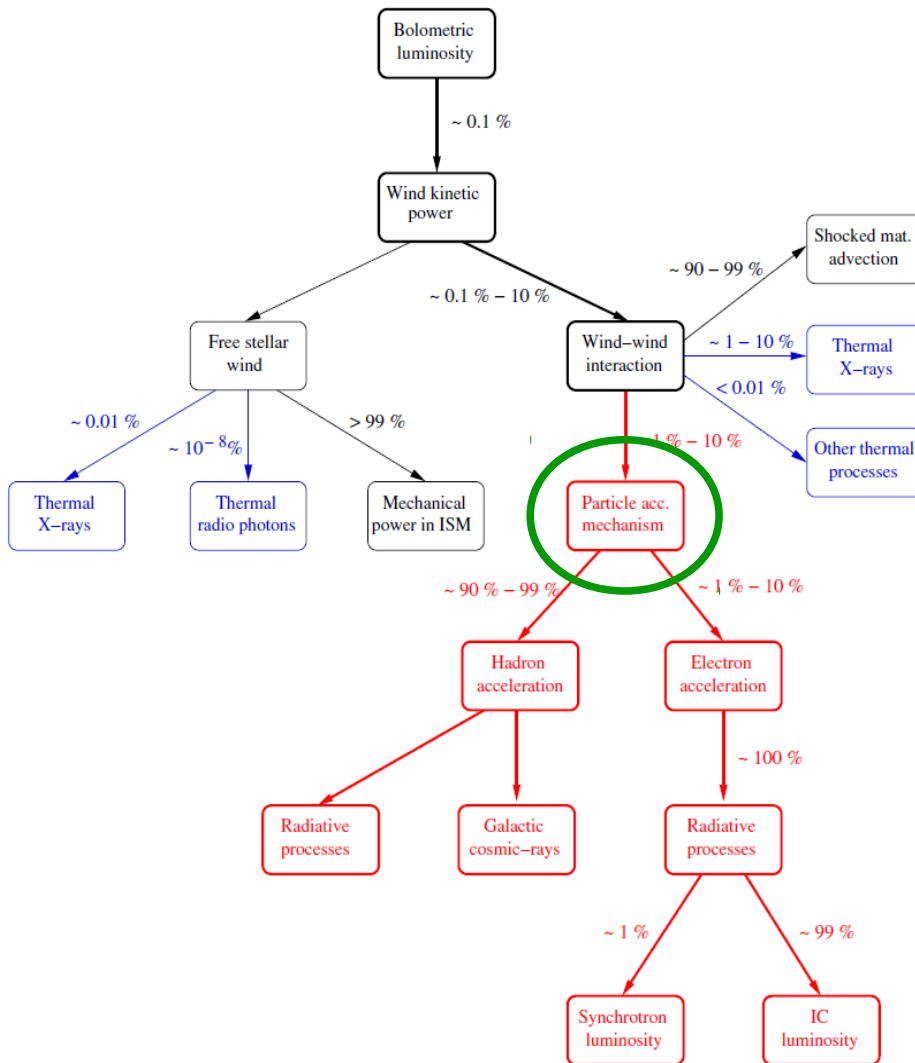 Bolometric
luminosity
~ 0.1 %
Wind kinetic
power
Shocked mat.
advection
~ 90 – 99 %
~ 0.1 % – 10 %
Free stellar
wind
Wind–wind
interaction
~ 1 – 10 %
Thermal
X–rays
< 0.01 %
~ 0.01 %
~ 10⁻⁸%
> 99 %
1 % – 10 %
Other thermal
processes
Thermal
X–rays
Thermal
radio photons
Mechanical
power in ISM
Particle acc.
mechanism
~ 90 % – 99 %
~ 1 % – 10 %
Hadron
acceleration
Electron
acceleration
~ 100 %
Radiative
processes
Galactic
cosmic–rays
Radiative
processes
~ 1 %
~ 99 %
Synchrotron
luminosity
IC
luminosity